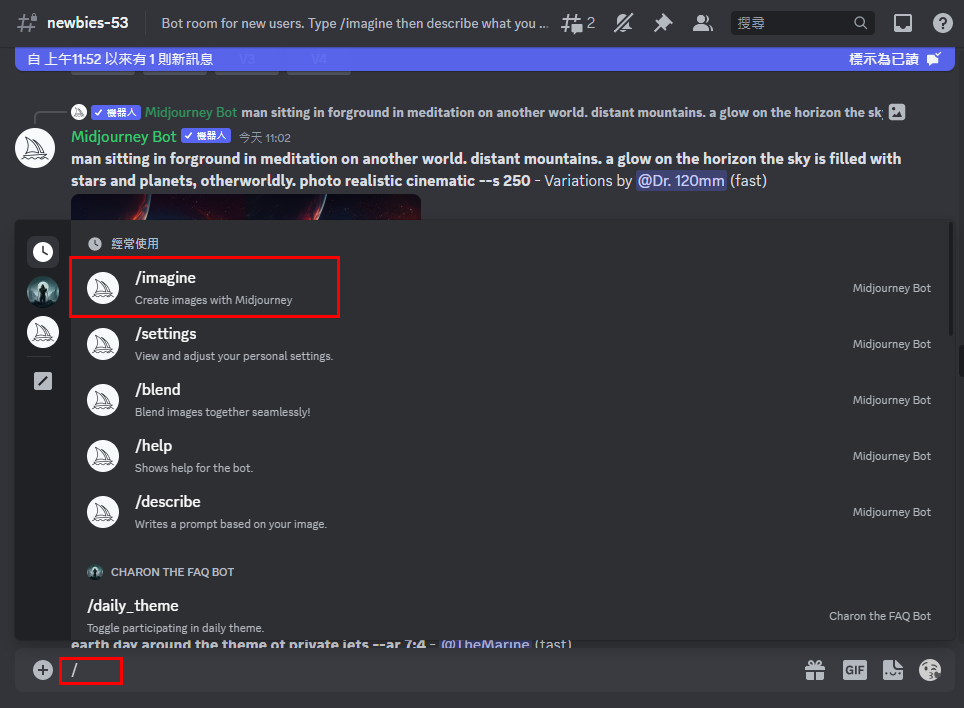 newbies-53
Bot room for new users. Type /imagine then describe what you ...
2
搜尋
自 上午11:52 以來有 1 則新訊息
V3
V4
標示為已讀
機器人 Midjourney Bot man sitting in forground in meditation on another world. distant mountains. a glow on the horizon the sky
Midjourney Bot 機器人 今天 11:02
man sitting in forground in meditation on another world. distant mountains. a glow on the horizon the sky is filled with
stars and planets, otherworldly. photo realistic cinematic --s 250 - Variations by @Dr. 120mm (fast)
經常使用
/imagine
Create images with Midjourney
Midjourney Bot
/settings
View and adjust your personal settings.
Midjourney Bot
/blend
Blend images together seamlessly!
Midjourney Bot
/help
Shows help for the bot.
Midjourney Bot
/describe
Writes a prompt based on your image.
Midjourney Bot
CHARON THE FAQ BOT
/daily_theme
Toggle participating in daily theme.
Charon the FAQ Bot
earth day around the theme of private jets --ar 7:4 - @TheMarine (fast)
/
GIF